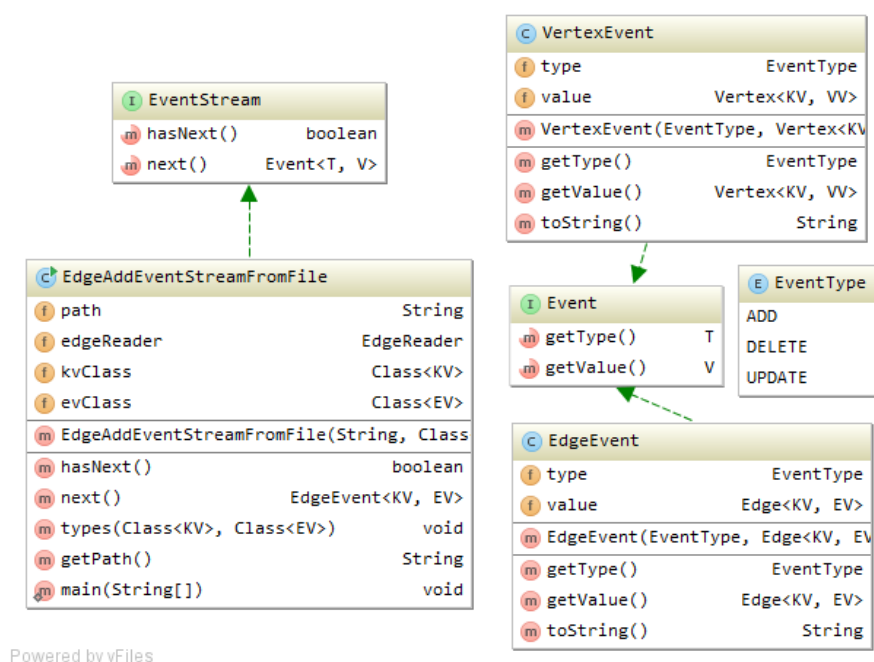 EventStream
hasNext() boolean
next() Event<T, V>
EdgeAddEventStreamFromFile
path String
edgeReader EdgeReader
kvClass Class<KV>
evClass Class<EV>
EdgeAddEventStreamFromFile(String, Class
hasNext() boolean
next() EdgeEvent<KV, EV>
types(Class<KV>, Class<EV>) void
getPath() String
main(String[]) void
VertexEvent
type EventType
value Vertex<KV, VV>
VertexEvent(EventType, Vertex<KV
getType() EventType
getValue() Vertex<KV, VV>
toString() String
Event
getType() T
getValue() V
EventType
ADD
DELETE
UPDATE
EdgeEvent
type EventType
value Edge<KV, EV>
EdgeEvent(EventType, Edge<KV, EV
getType() EventType
getValue() Edge<KV, EV>
toString() String
Powered by yFiles